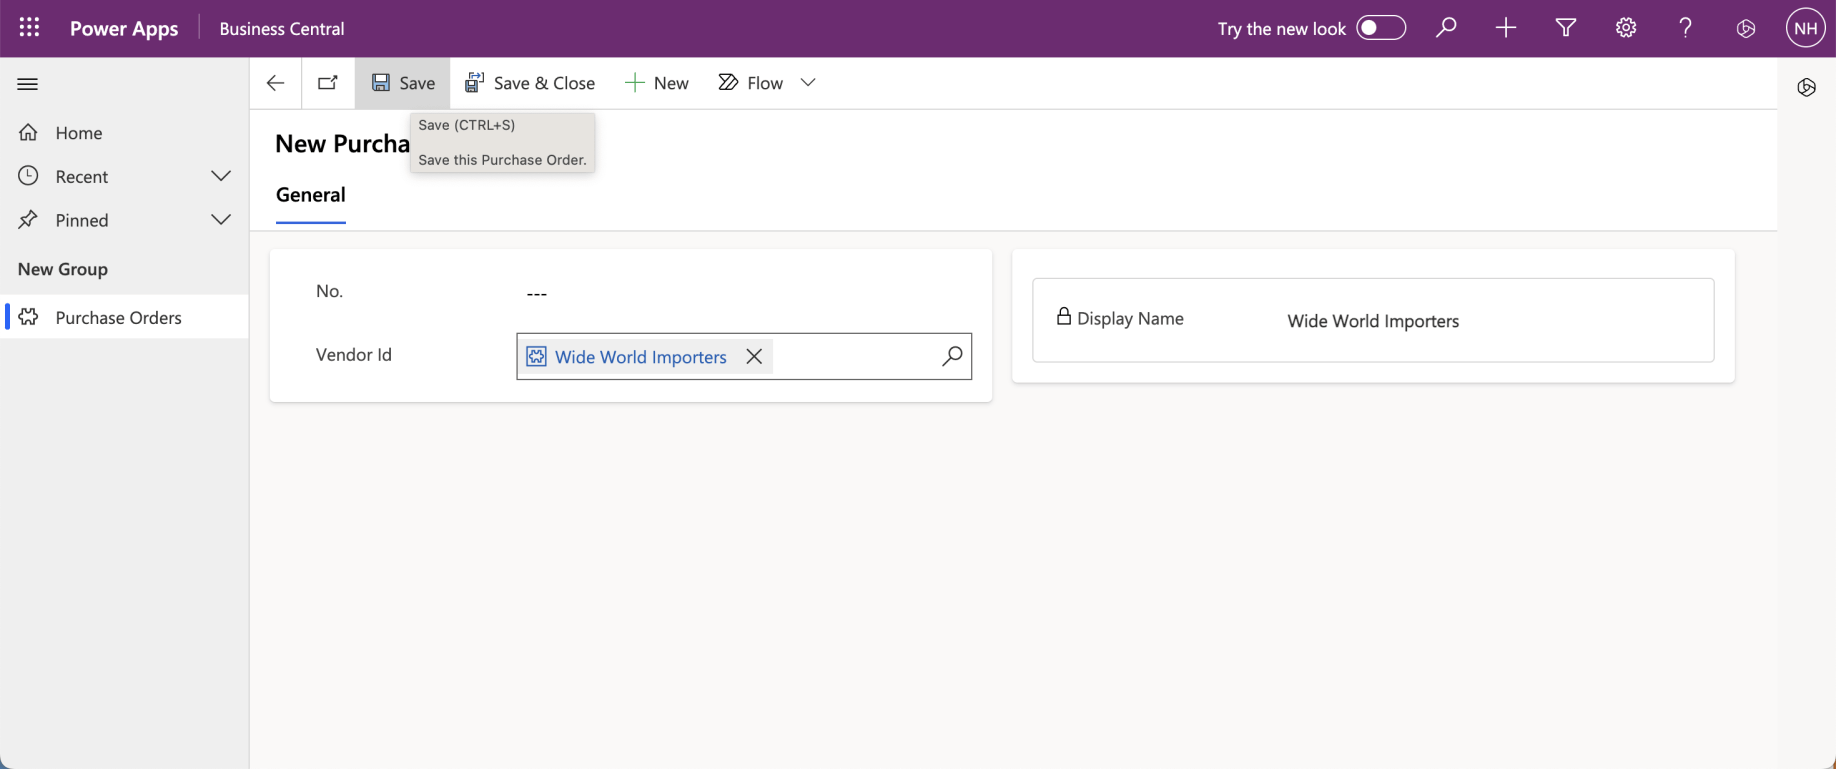 Power Apps
Business Central
Try the new look
?
NH
Save
Save & Close
New
Flow
Home
Recent
Pinned
New Group
Purchase Orders
Save (CTRL+S)
Save this Purchase Order.
New Purcha
General
No.
---
Vendor Id
Wide World Importers
Display Name
Wide World Importers